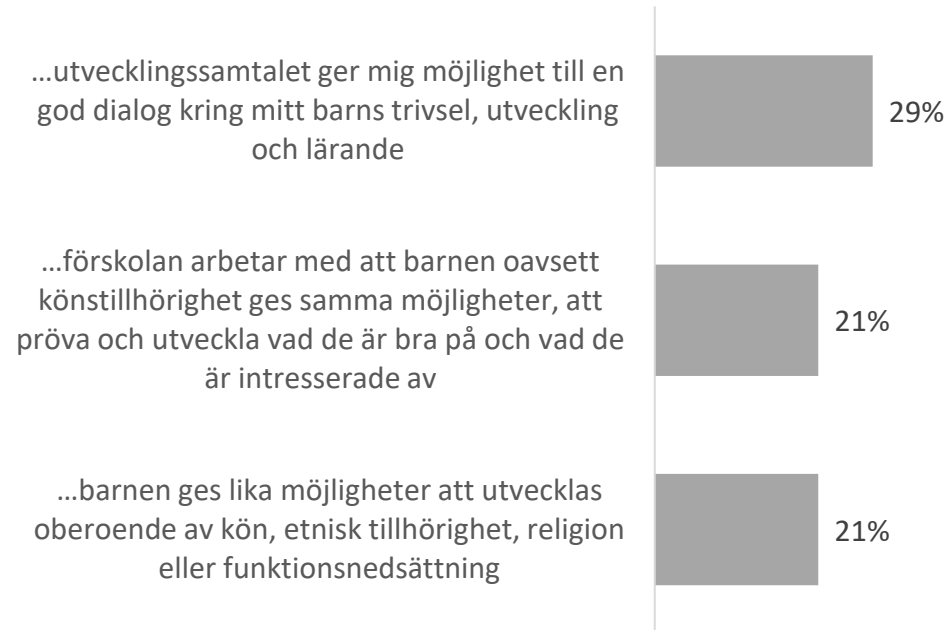 …utvecklingssamtalet ger mig möjlighet till en
god dialog kring mitt barns trivsel, utveckling
och lärande
29%
…förskolan arbetar med att barnen oavsett
könstillhörighet ges samma möjligheter, att
pröva och utveckla vad de är bra på och vad de
är intresserade av
21%
…barnen ges lika möjligheter att utvecklas
oberoende av kön, etnisk tillhörighet, religion
eller funktionsnedsättning
21%